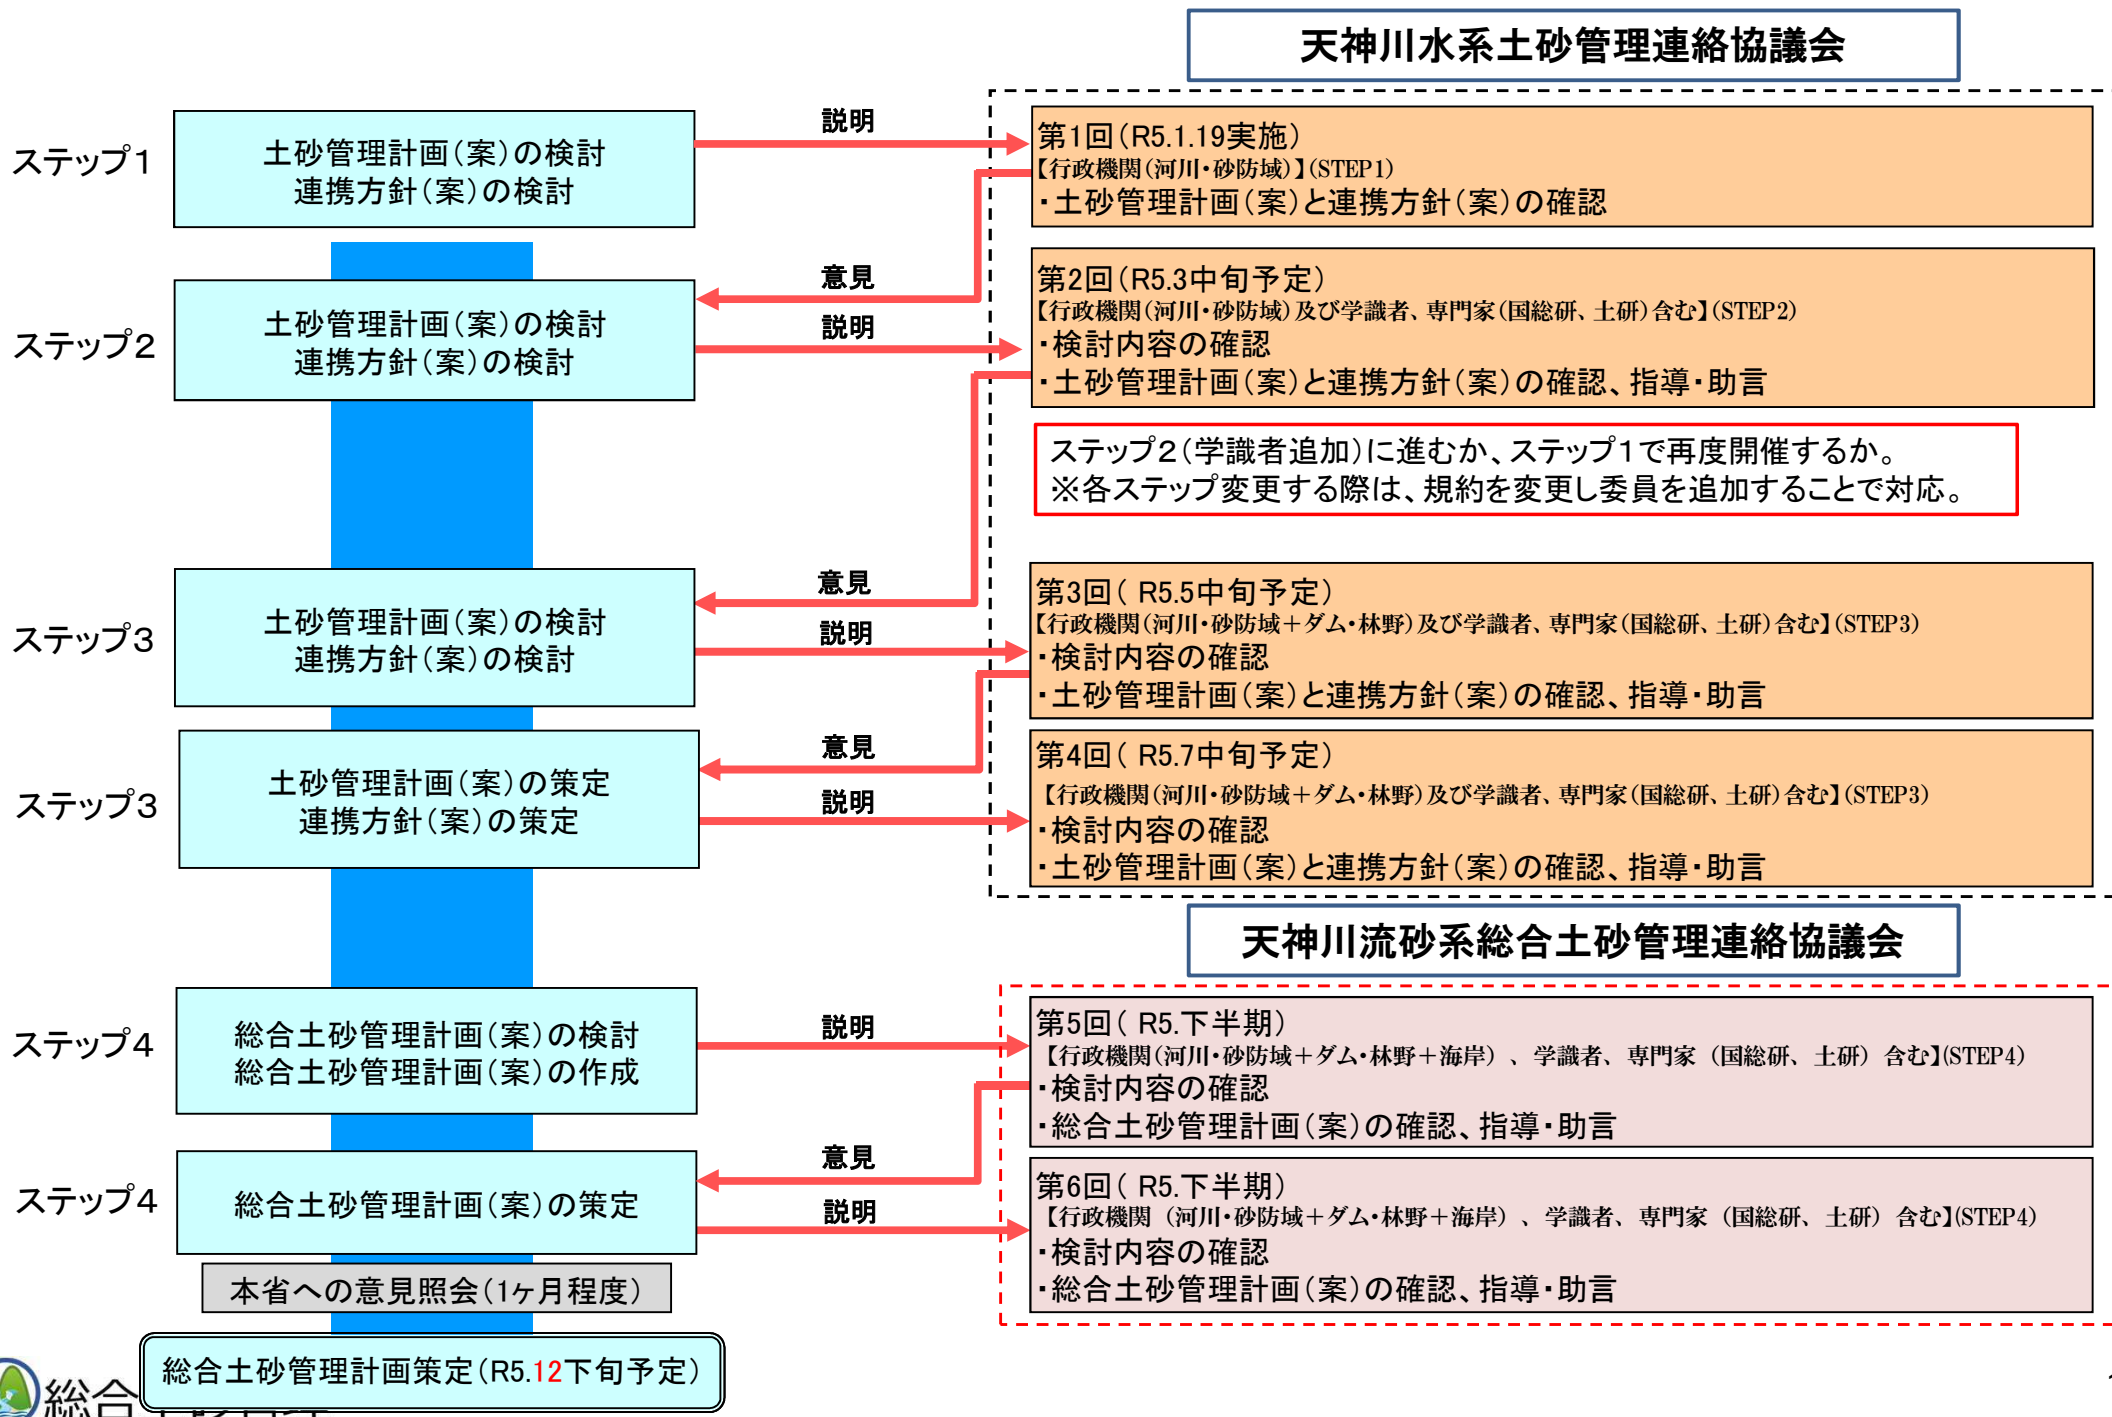 天神川水系土砂管理連絡協議会
ステップ1
土砂管理計画(案)の検討
連携方針(案)の検討
説明
第1回(R5.1.19実施)
【行政機関(河川・砂防域)】(STEP1)
・土砂管理計画(案)と連携方針(案)の確認
意見
ステップ2
土砂管理計画(案)の検討
連携方針(案)の検討
説明
第2回(R5.3中旬予定)
【行政機関(河川・砂防域)及び学識者、専門家(国総研、土研)含む】(STEP2)
・検討内容の確認
・土砂管理計画(案)と連携方針(案)の確認、指導・助言
ステップ2(学識者追加)に進むか、ステップ1で再度開催するか。
※各ステップ変更する際は、規約を変更し委員を追加することで対応。
意見
ステップ3
土砂管理計画(案)の検討
連携方針(案)の検討
説明
第3回( R5.5中旬予定)
【行政機関(河川・砂防域+ダム・林野)及び学識者、専門家(国総研、土研)含む】(STEP3)
・検討内容の確認
・土砂管理計画(案)と連携方針(案)の確認、指導・助言
意見
ステップ3
土砂管理計画(案)の策定
連携方針(案)の策定
説明
第4回( R5.7中旬予定)
【行政機関(河川・砂防域+ダム・林野)及び学識者、専門家(国総研、土研)含む】(STEP3)
・検討内容の確認
・土砂管理計画(案)と連携方針(案)の確認、指導・助言
天神川流砂系総合土砂管理連絡協議会
ステップ4
総合土砂管理計画(案)の検討
総合土砂管理計画(案)の作成
説明
第5回( R5.下半期)
【行政機関(河川・砂防域+ダム・林野+海岸)、学識者、専門家(国総研、土研)含む】(STEP4)
・検討内容の確認
・総合土砂管理計画(案)の確認、指導・助言
意見
ステップ4
総合土砂管理計画(案)の策定
説明
第6回( R5.下半期)
【行政機関(河川・砂防域+ダム・林野+海岸)、学識者、専門家(国総研、土研)含む】(STEP4)
・検討内容の確認
・総合土砂管理計画(案)の確認、指導・助言
本省への意見照会(1ヶ月程度)
総合土砂管理計画策定(R5.12下旬予定)
総合